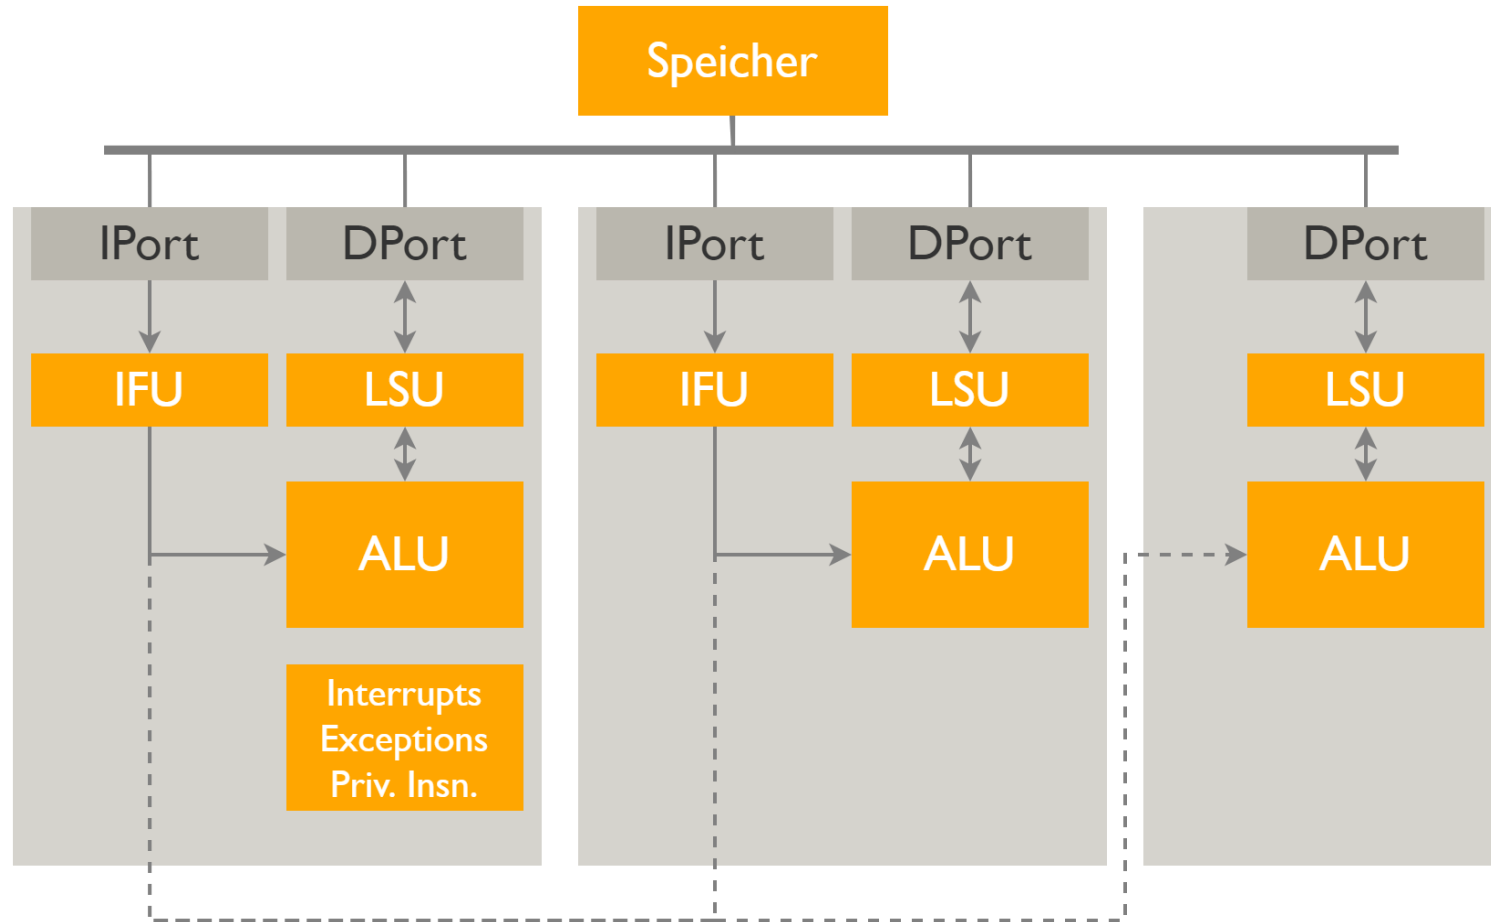 Speicher
IPort
DPort
IPort
DPort
DPort
IFU
LSU
IFU
LSU
LSU
ALU
ALU
ALU
Interrupts
Exceptions
Priv. Insn.